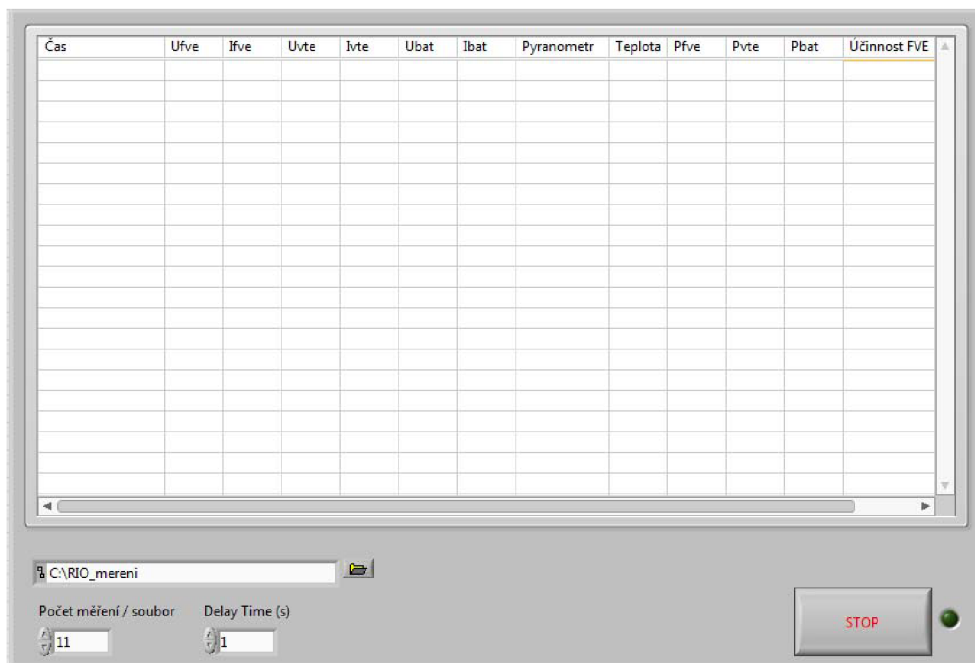 Čas Ufve Ifve Uvte Ivte Ubat Ibat Pyranometr Teplota Pfve Pvte Pbat Účinnost FVE
C:\RIO_mereni
Počet měření / soubor Delay Time (s)
11 1
STOP